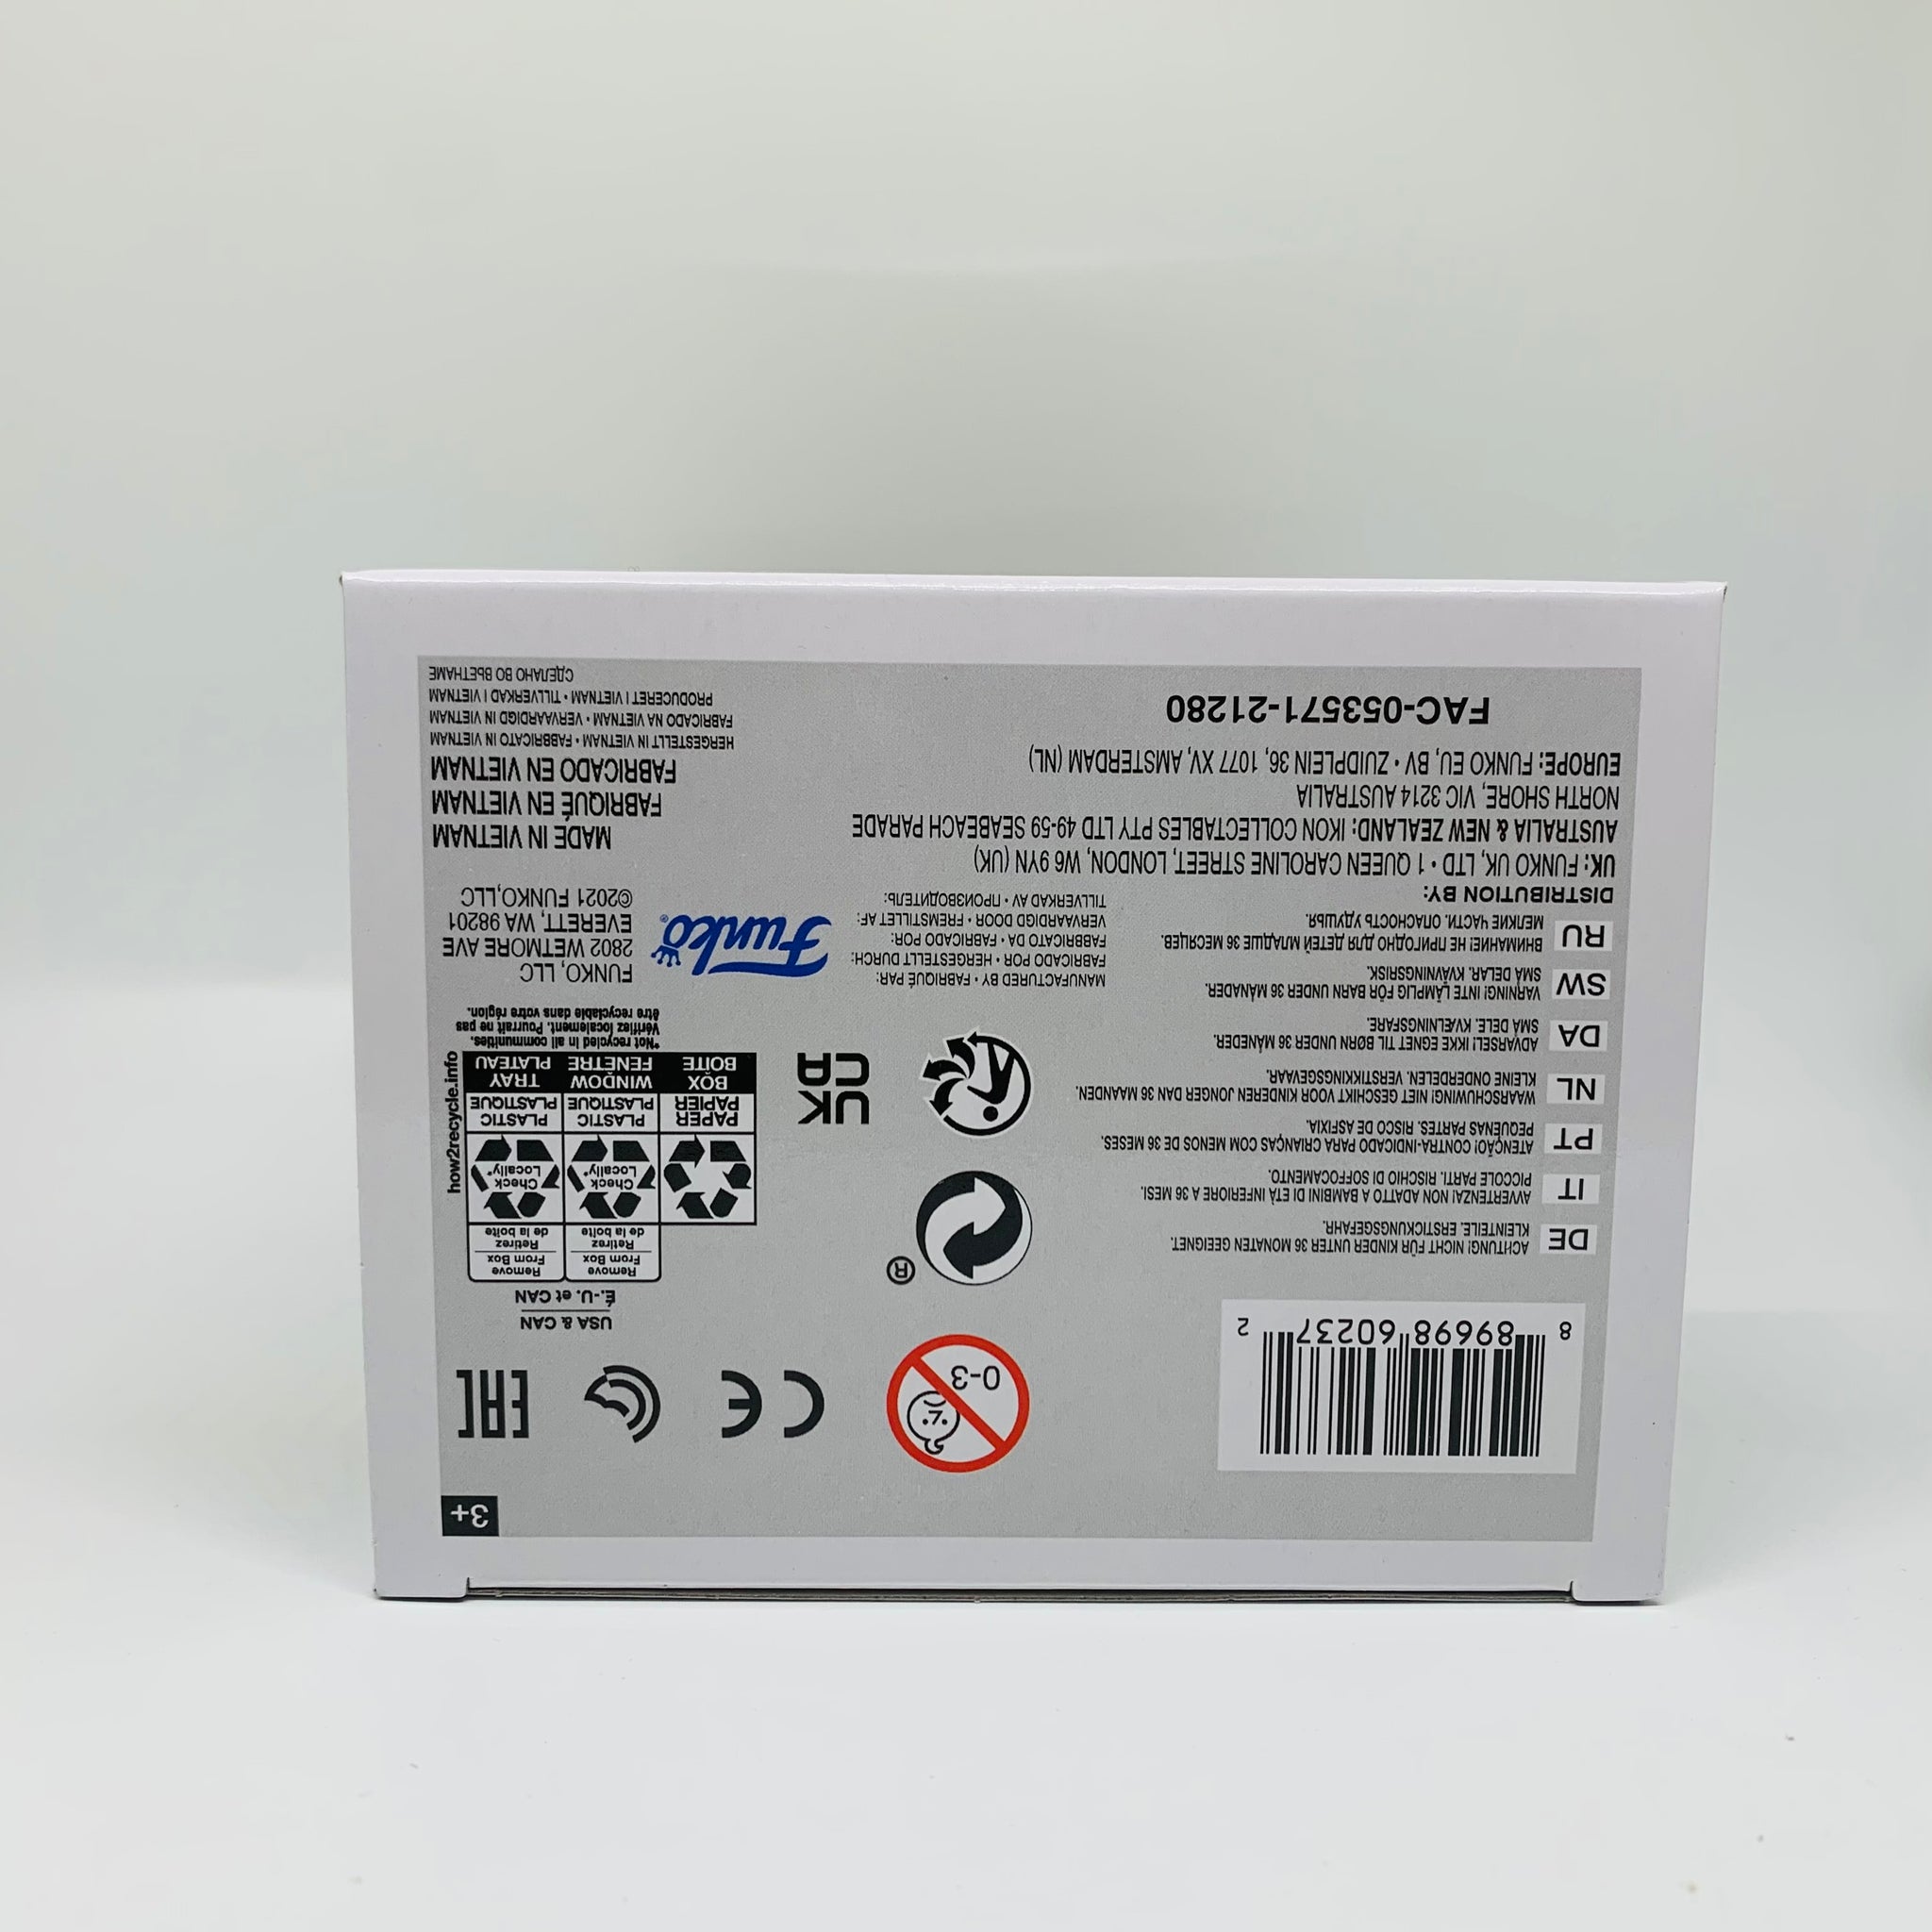 3+
8 89698 60237 2
0-3
CE
EAC
DE
ACHTUNG! NICHT FÜR KINDER UNTER 36 MONATEN GEEIGNET.
KLEINTEILE. ERSTICKUNGSGEFAHR.
IT
AVVERTENZA! NON ADATTO A BAMBINI DI ETÀ INFERIORE A 36 MESI.
PICCOLE PARTI. RISCHIO DI SOFFOCAMENTO.
PT
ATENÇÃO! CONTRA-INDICADO PARA CRIANÇAS COM MENOS DE 36 MESES.
PEQUENAS PARTES. RISCO DE ASFIXIA.
NL
WAARSCHUWING! NIET GESCHIKT VOOR KINDEREN JONGER DAN 36 MAANDEN.
KLEINE ONDERDELEN. VERSTIKKINGSGEVAAR.
DA
ADVARSEL! IKKE EGNET TIL BØRN UNDER 36 MÅNEDER.
SMÅ DELE. KVÆLNINGSFARE.
SW
VARNING! INTE LÄMPLIG FÖR BARN UNDER 36 MÅNADER.
SMÅ DELAR. KVÄVNINGSRISK.
RU
ВНИМАНИЕ! НЕ ПРИГОДНО ДЛЯ ДЕТЕЙ МЛАДШЕ 36 МЕСЯЦЕВ.
МЕЛКИЕ ЧАСТИ. ОПАСНОСТЬ УДУШЬЯ.
®
UK
CA
USA & CAN
É.-U. et CAN
Remove From Box
Retirez de la boîte
Remove From Box
Retirez de la boîte
Check Locally*
Check Locally*
PAPER
PAPIER
PLASTIC
PLASTIQUE
PLASTIC
PLASTIQUE
BOX
BOÎTE
WINDOW
FENÊTRE
TRAY
PLATEAU
how2recycle.info
*Not recycled in all communities.
Vérifiez localement. Pourrait ne pas
être recyclable dans votre région.
MANUFACTURED BY • FABRIQUÉ PAR:
FABRICADO POR • HERGESTELLT DURCH:
FABBRICATO DA • FABRICADO POR:
VERVAARDIGD DOOR • FREMSTILLET AF:
TILLVERKAD AV • ПРОИЗВОДИТЕЛЬ:
Funko®
FUNKO, LLC
2802 WETMORE AVE
EVERETT, WA 98201
©2021 FUNKO,LLC
DISTRIBUTION BY:
UK: FUNKO UK, LTD • 1 QUEEN CAROLINE STREET, LONDON, W6 9YN (UK)
AUSTRALIA & NEW ZEALAND: IKON COLLECTABLES PTY LTD 49-59 SEABEACH PARADE
NORTH SHORE, VIC 3214 AUSTRALIA
EUROPE: FUNKO EU, BV • ZUIDPLEIN 36, 1077 XV, AMSTERDAM (NL)
FAC-053571-21280
MADE IN VIETNAM
FABRIQUÉ EN VIETNAM
FABRICADO EN VIETNAM
HERGESTELLT IN VIETNAM • FABBRICATO IN VIETNAM
FABRICADO NA VIETNAM • VERVAARDIGD IN VIETNAM
PRODUCERET I VIETNAM • TILLVERKAD I VIETNAM
СДЕЛАНО ВО ВЬЕТНАМЕ